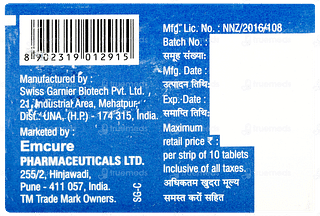 8 902319 012915
Manufactured by :
Swiss Garnier Biotech Pvt. Ltd. ,
21, Industrial Area, Mehatpur,
Dist. UNA, (H.P.) - 174 315, India.
Marketed by :
Emcure
PHARMACEUTICALS LTD.
255/2, Hinjawadi,
Pune - 411 057, India.
TM Trade Mark Owners.
SG-C
Mfg. Lic. No. : NNZ/2016/108
Batch No. :
समूह संख्या:
Mfg. Date :
उत्पादन तिथि:
Exp. Date :
समाप्ति तिथि:
Maximum
retail price ₹ :
per strip of 10 tablets
Inclusive of all taxes.
अधिकतम खुदरा मूल्य
समस्त करों सहित